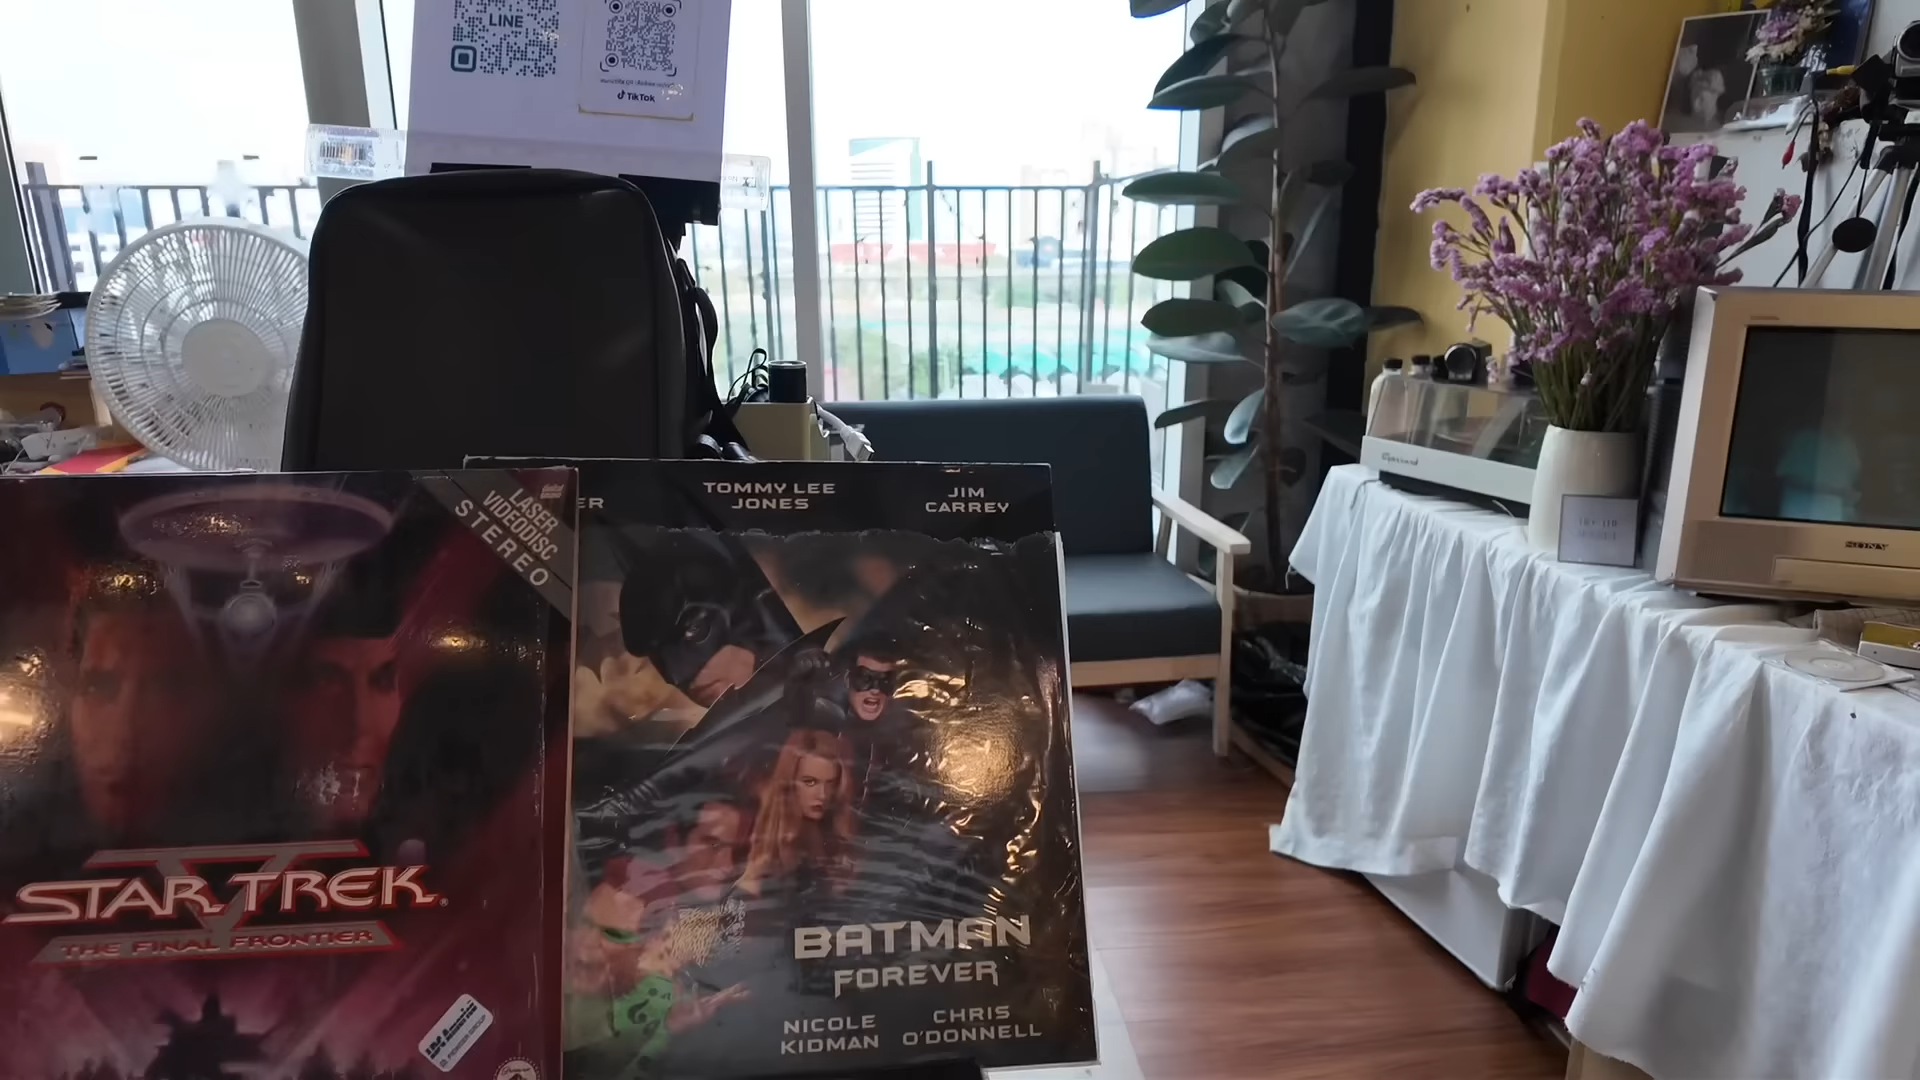 LINE
TikTok
LASER
VIDEODISC
STEREO
STAR TREK
V
THE FINAL FRONTIER
ER
TOMMY LEE
JONES
JIM
CARREY
BATMAN
FOREVER
NICOLE
KIDMAN
CHRIS
O'DONNELL
SONY